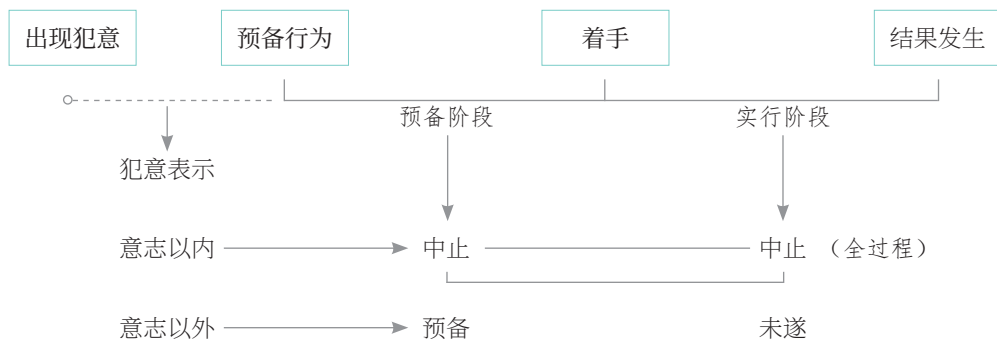 出现犯意 预备行为 着手 结果发生
预备阶段 实行阶段
犯意表示
意志以内 中止 中止 （全过程）
意志以外 预备 未遂